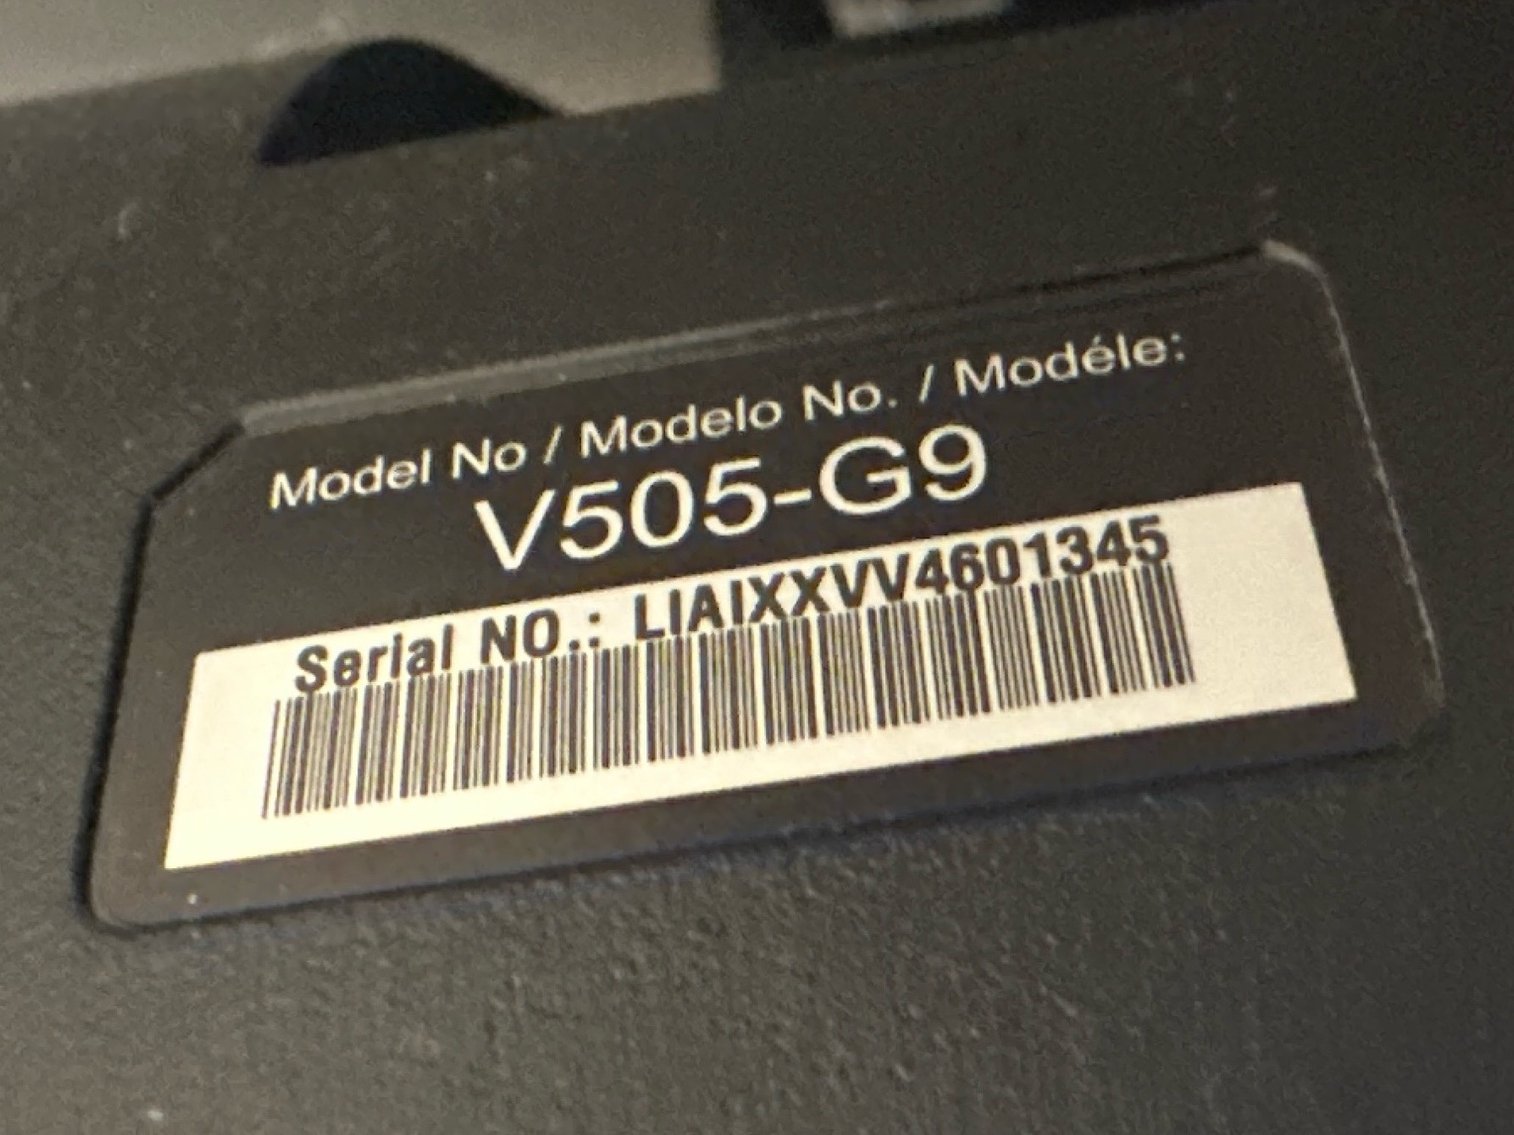 Model No / Modelo No. / Modéle:
V505-G9
Serial NO.: LIAIXXVV4601345